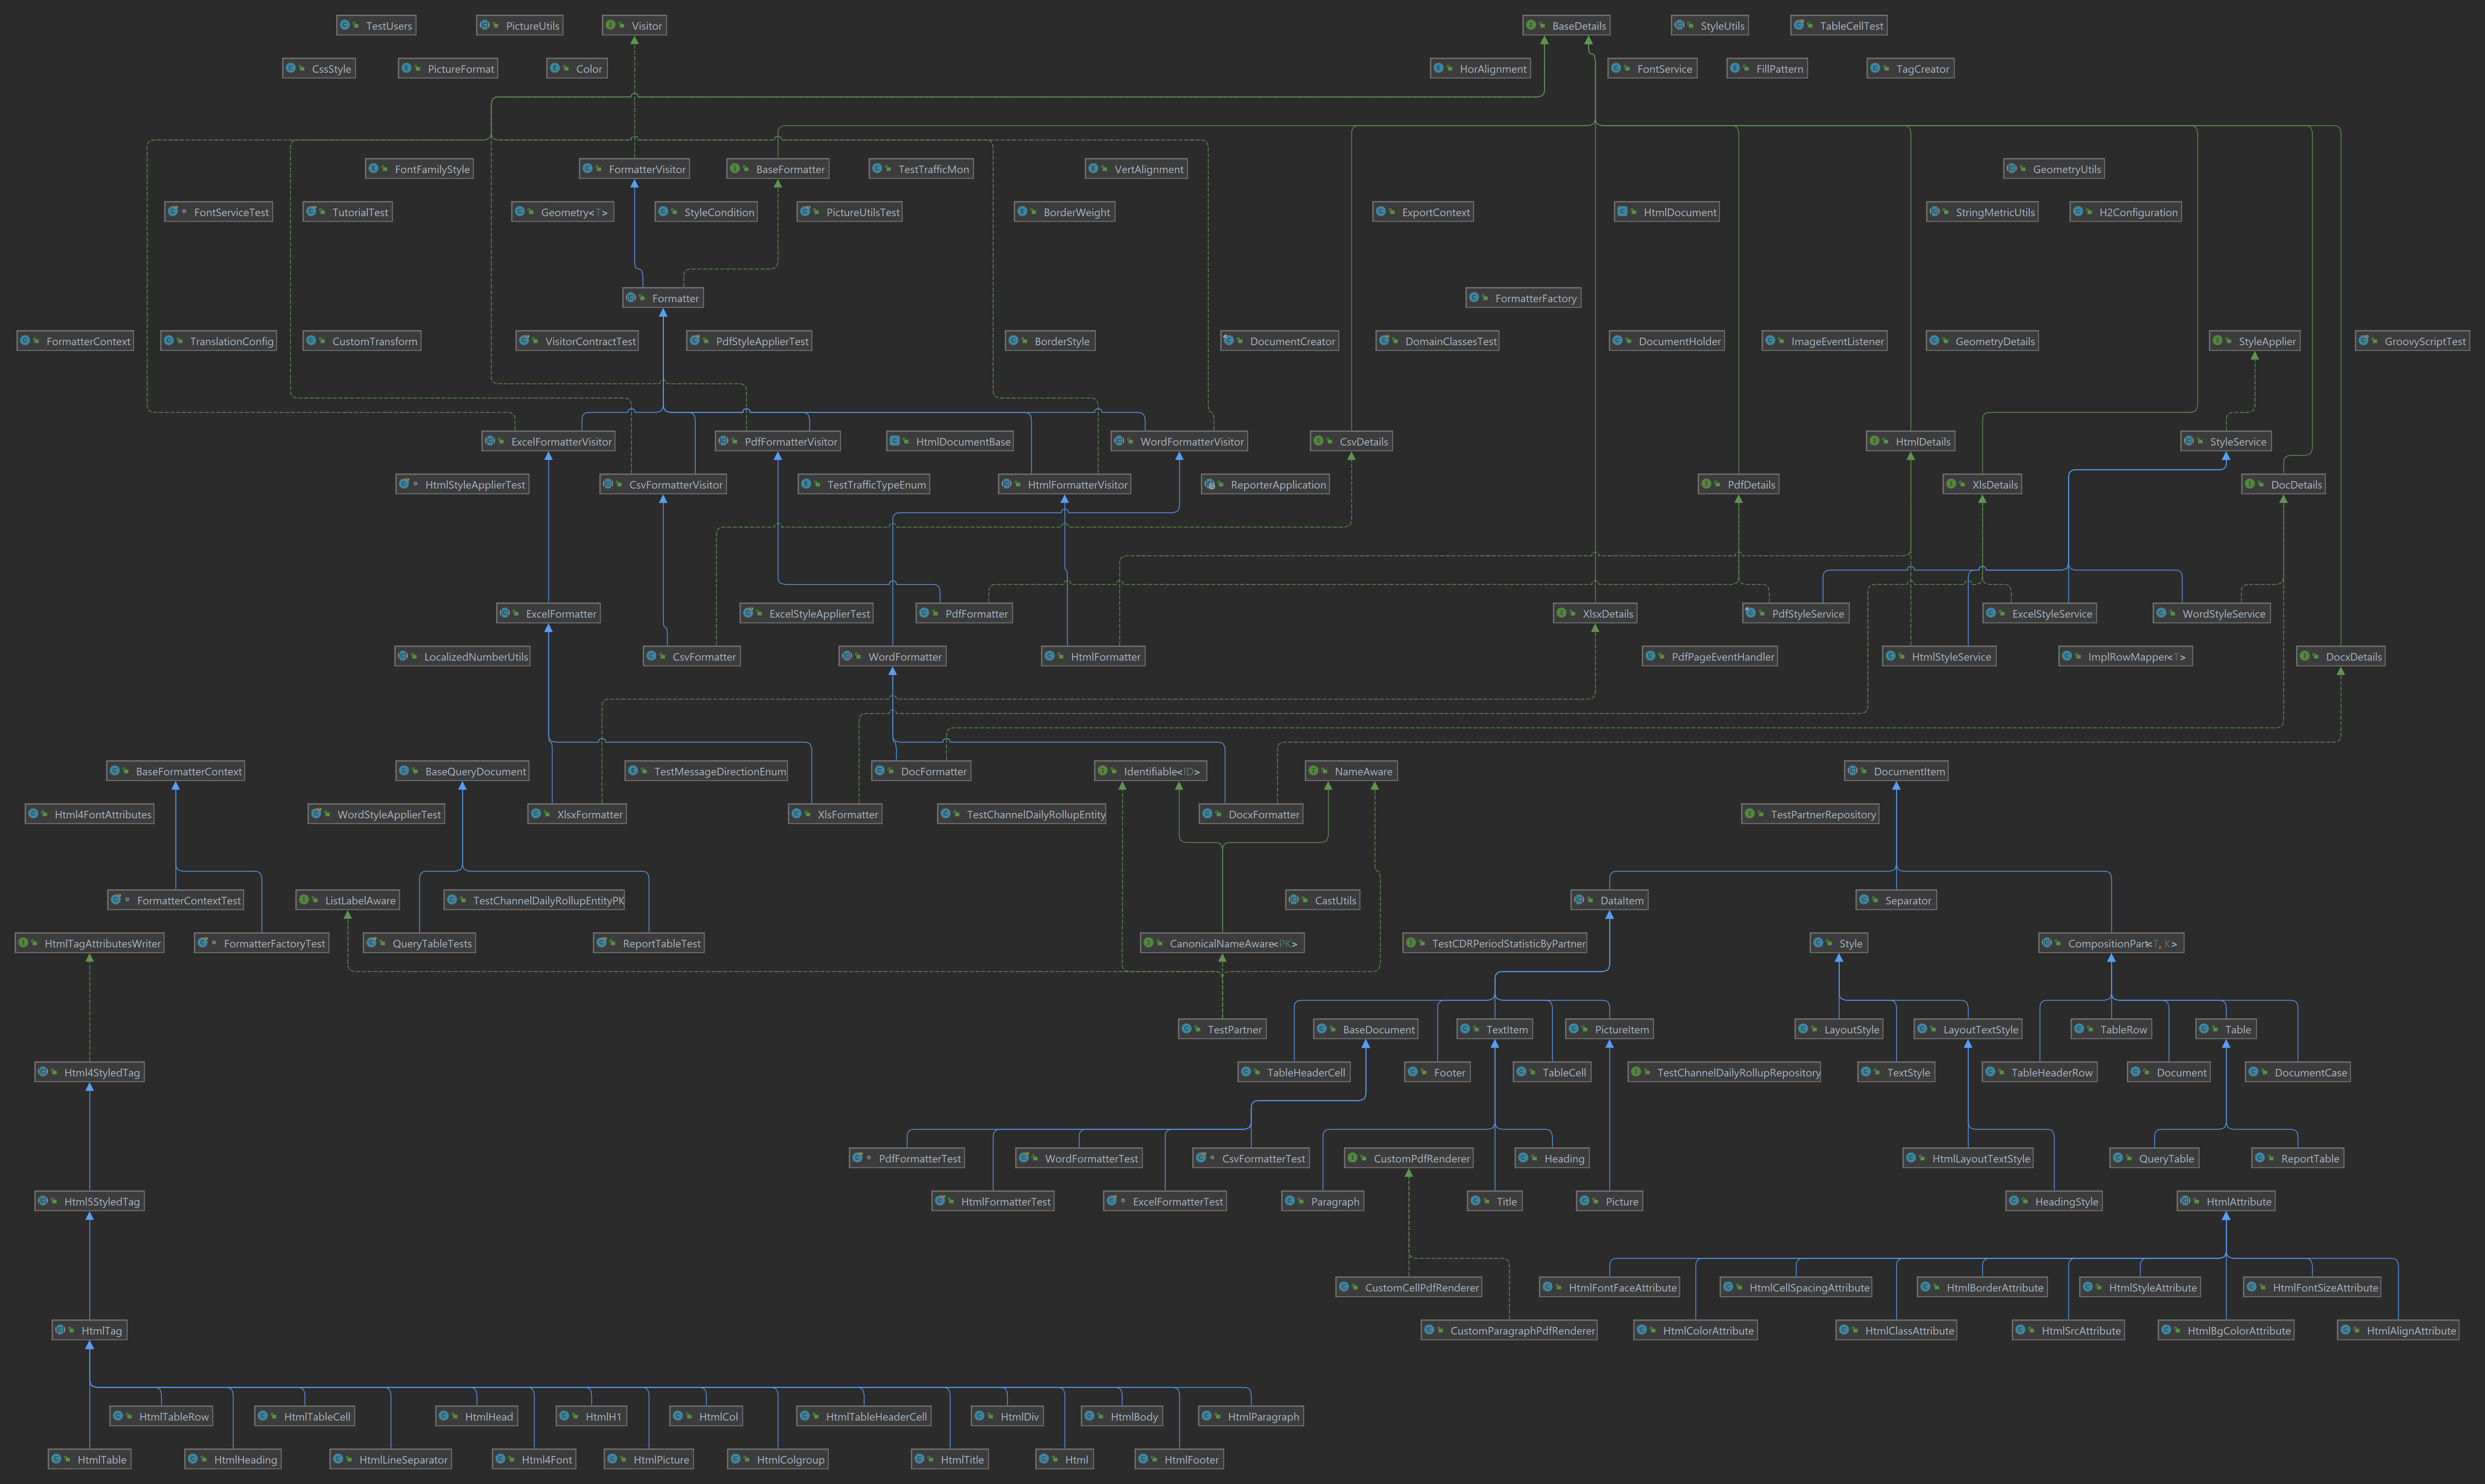 TestUsers
PictureUtils
Visitor
BaseDetails
StyleUtils
TableCellTest
CssStyle
PictureFormat
Color
HorAlignment
FontService
FillPattern
TagCreator
FontFamilyStyle
FormatterVisitor
BaseFormatter
TestTrafficMon
VertAlignment
GeometryUtils
FontServiceTest
TutorialTest
Geometry<T>
StyleCondition
PictureUtilsTest
BorderWeight
ExportContext
HtmlDocument
StringMetricUtils
H2Configuration
Formatter
FormatterFactory
FormatterContext
TranslationConfig
CustomTransform
VisitorContractTest
PdfStyleApplierTest
BorderStyle
DocumentCreator
DomainClassesTest
DocumentHolder
ImageEventListener
GeometryDetails
StyleApplier
GroovyScriptTest
ExcelFormatterVisitor
PdfFormatterVisitor
HtmlDocumentBase
WordFormatterVisitor
CsvDetails
HtmlDetails
StyleService
HtmlStyleApplierTest
CsvFormatterVisitor
TestTrafficTypeEnum
HtmlFormatterVisitor
ReporterApplication
PdfDetails
XlsDetails
DocDetails
ExcelFormatter
ExcelStyleApplierTest
PdfFormatter
XlsxDetails
PdfStyleService
ExcelStyleService
WordStyleService
LocalizedNumberUtils
CsvFormatter
WordFormatter
HtmlFormatter
PdfPageEventHandler
HtmlStyleService
ImplRowMapper<T>
DocxDetails
BaseFormatterContext
BaseQueryDocument
TestMessageDirectionEnum
DocFormatter
Identifiable<ID>
NameAware
DocumentItem
Html4FontAttributes
WordStyleApplierTest
XlsxFormatter
XlsFormatter
TestChannelDailyRollupEntity
DocxFormatter
TestPartnerRepository
FormatterContextTest
ListLabelAware
TestChannelDailyRollupEntityPK
CastUtils
DataItem
Separator
HtmlTagAttributesWriter
FormatterFactoryTest
QueryTableTests
ReportTableTest
CanonicalNameAware<PK>
TestCDRPeriodStatisticByPartner
Style
CompositionPart<T, K>
TestPartner
BaseDocument
TextItem
PictureItem
LayoutStyle
LayoutTextStyle
TableRow
Table
Html4StyledTag
TableHeaderCell
Footer
TableCell
TestChannelDailyRollupRepository
TextStyle
TableHeaderRow
Document
DocumentCase
PdfFormatterTest
WordFormatterTest
CsvFormatterTest
CustomPdfRenderer
Heading
HtmlLayoutTextStyle
QueryTable
ReportTable
Html5StyledTag
HtmlFormatterTest
ExcelFormatterTest
Paragraph
Title
Picture
HeadingStyle
HtmlAttribute
CustomCellPdfRenderer
HtmlFontFaceAttribute
HtmlCellSpacingAttribute
HtmlBorderAttribute
HtmlStyleAttribute
HtmlFontSizeAttribute
HtmlTag
CustomParagraphPdfRenderer
HtmlColorAttribute
HtmlClassAttribute
HtmlSrcAttribute
HtmlBgColorAttribute
HtmlAlignAttribute
HtmlTableRow
HtmlTableCell
HtmlHead
HtmlH1
HtmlCol
HtmlTableHeaderCell
HtmlDiv
HtmlBody
HtmlParagraph
HtmlTable
HtmlHeading
HtmlLineSeparator
Html4Font
HtmlPicture
HtmlColgroup
HtmlTitle
Html
HtmlFooter